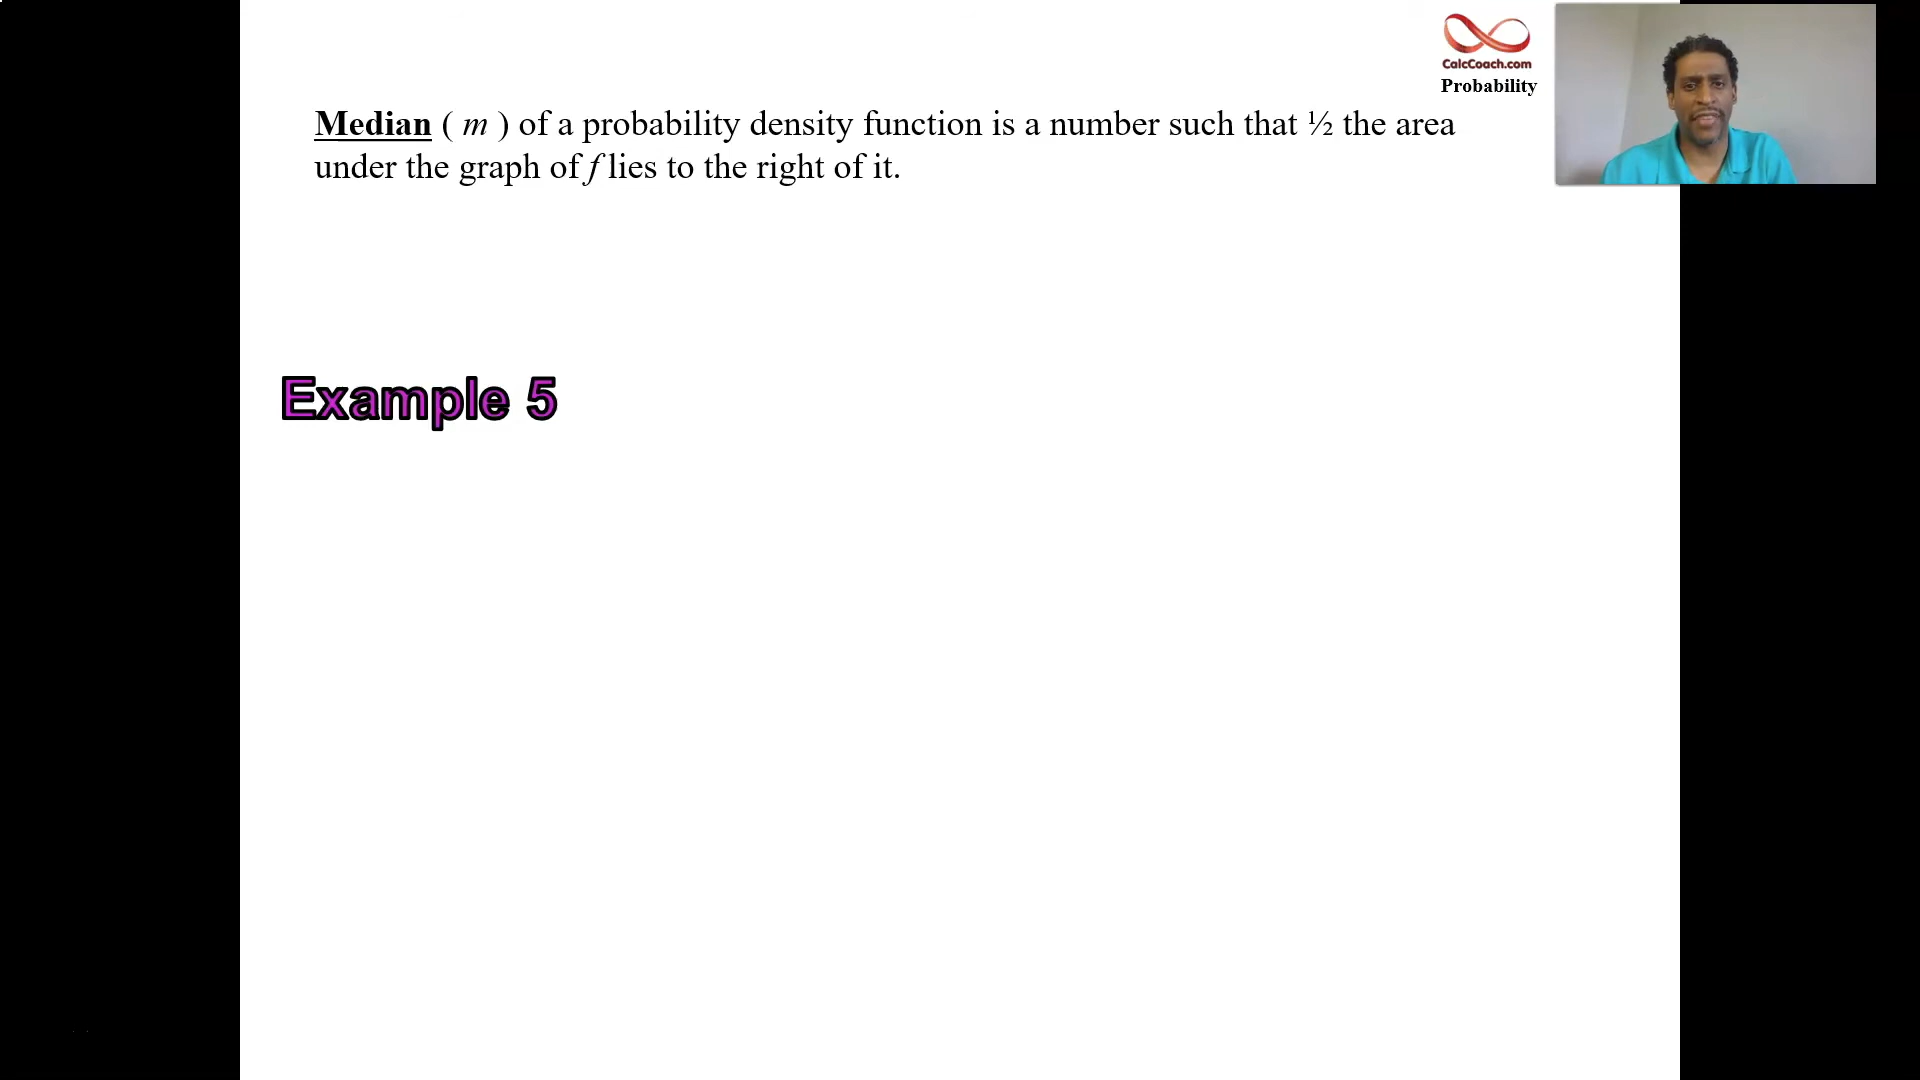 CalcCoach.com
Probability
Median ( m ) of a probability density function is a number such that ½ the area
under the graph of f lies to the right of it.
Example 5